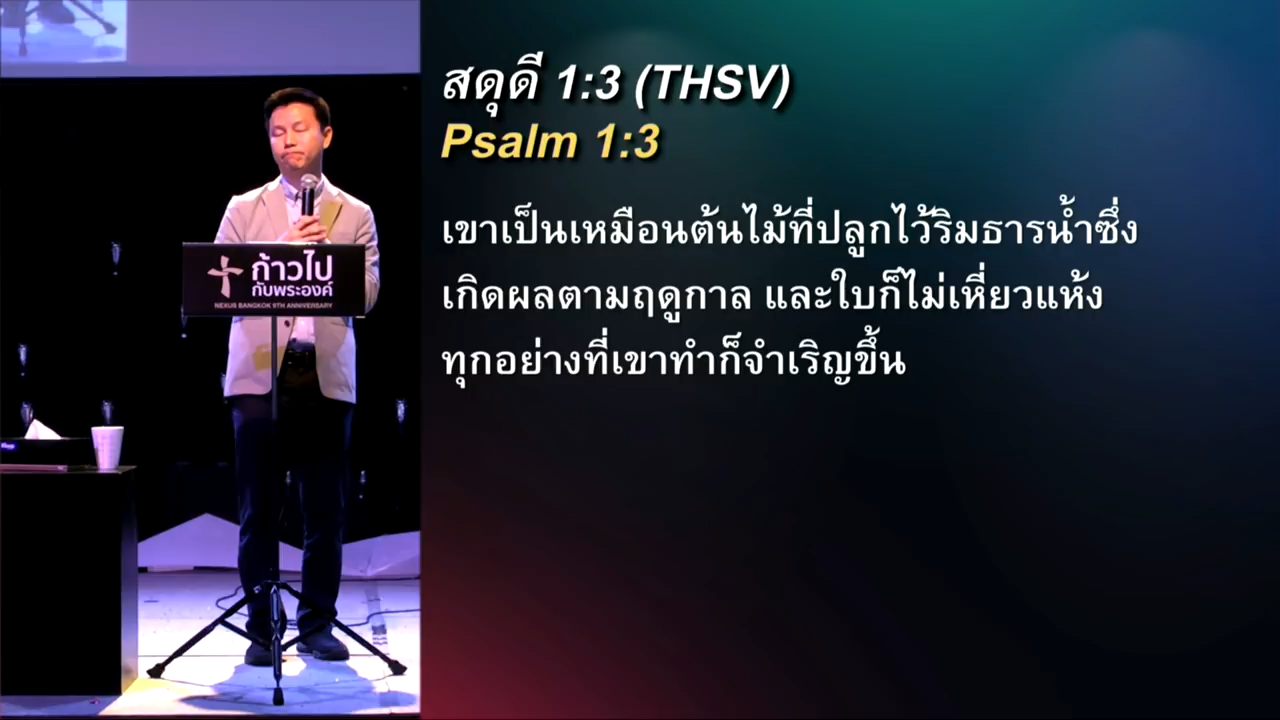 ก้าวไป
กับพระองค์
NEXUS BANGKOK 9TH ANNIVERSARY
สดุดี 1:3 (THSV)
Psalm 1:3
เขาเป็นเหมือนต้นไม้ที่ปลูกไว้ริมธารน้ำซึ่ง
เกิดผลตามฤดูกาล และใบก็ไม่เหี่ยวแห้ง
ทุกอย่างที่เขาทำก็จำเริญขึ้น